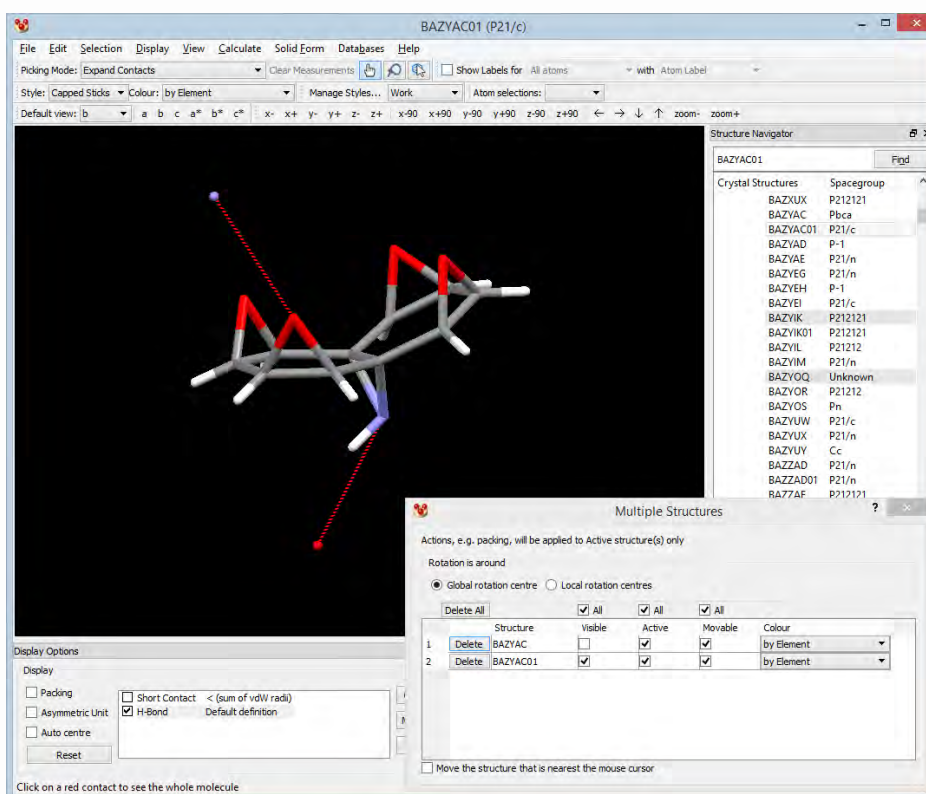 BAZYAC01 (P21/c)
File Edit Selection Display View Calculate Solid Form Databases Help
Picking Mode: Expand Contacts Clear Measurements Show Labels for All atoms with Atom Label
Style: Capped Sticks Colour: by Element Manage Styles... Work Atom selections:
Default view: b a b c a* b* c* x- x+ y- y+ z- z+ x-90 x+90 y-90 y+90 z-90 z+90 ← → ↓ ↑ zoom- zoom+
Structure Navigator
BAZYAC01 Find
Crystal Structures Spacegroup
BAZXUX P212121
BAZYAC Pbca
BAZYAC01 P21/c
BAZYAD P-1
BAZYAE P21/n
BAZYEG P21/n
BAZYEH P-1
BAZYEI P21/c
BAZYIK P212121
BAZYIK01 P212121
BAZYIL P21212
BAZYIM P21/n
BAZYOQ Unknown
BAZYOR P21212
BAZYOS Pn
BAZYUW P21/c
BAZYUX P21/n
BAZYUY Cc
BAZZAD P21/n
BAZZAD01 P21/n
BAZZAE P212121
Multiple Structures ?
Actions, e.g. packing, will be applied to Active structure(s) only
Rotation is around
Global rotation centre Local rotation centres
Delete All All All All
Structure Visible Active Movable Colour
1 Delete BAZYAC by Element
2 Delete BAZYAC01 by Element
Move the structure that is nearest the mouse cursor
Display Options
Display
Packing
Asymmetric Unit
Auto centre
Reset
Short Contact < (sum of vdW radii)
H-Bond Default definition
Click on a red contact to see the whole molecule